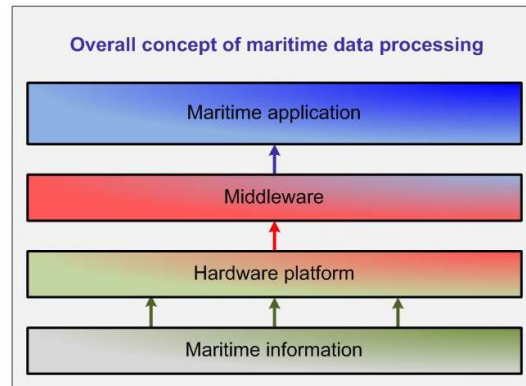 Overall concept of maritime data processing
Maritime application
Middleware
Hardware platform
Maritime information